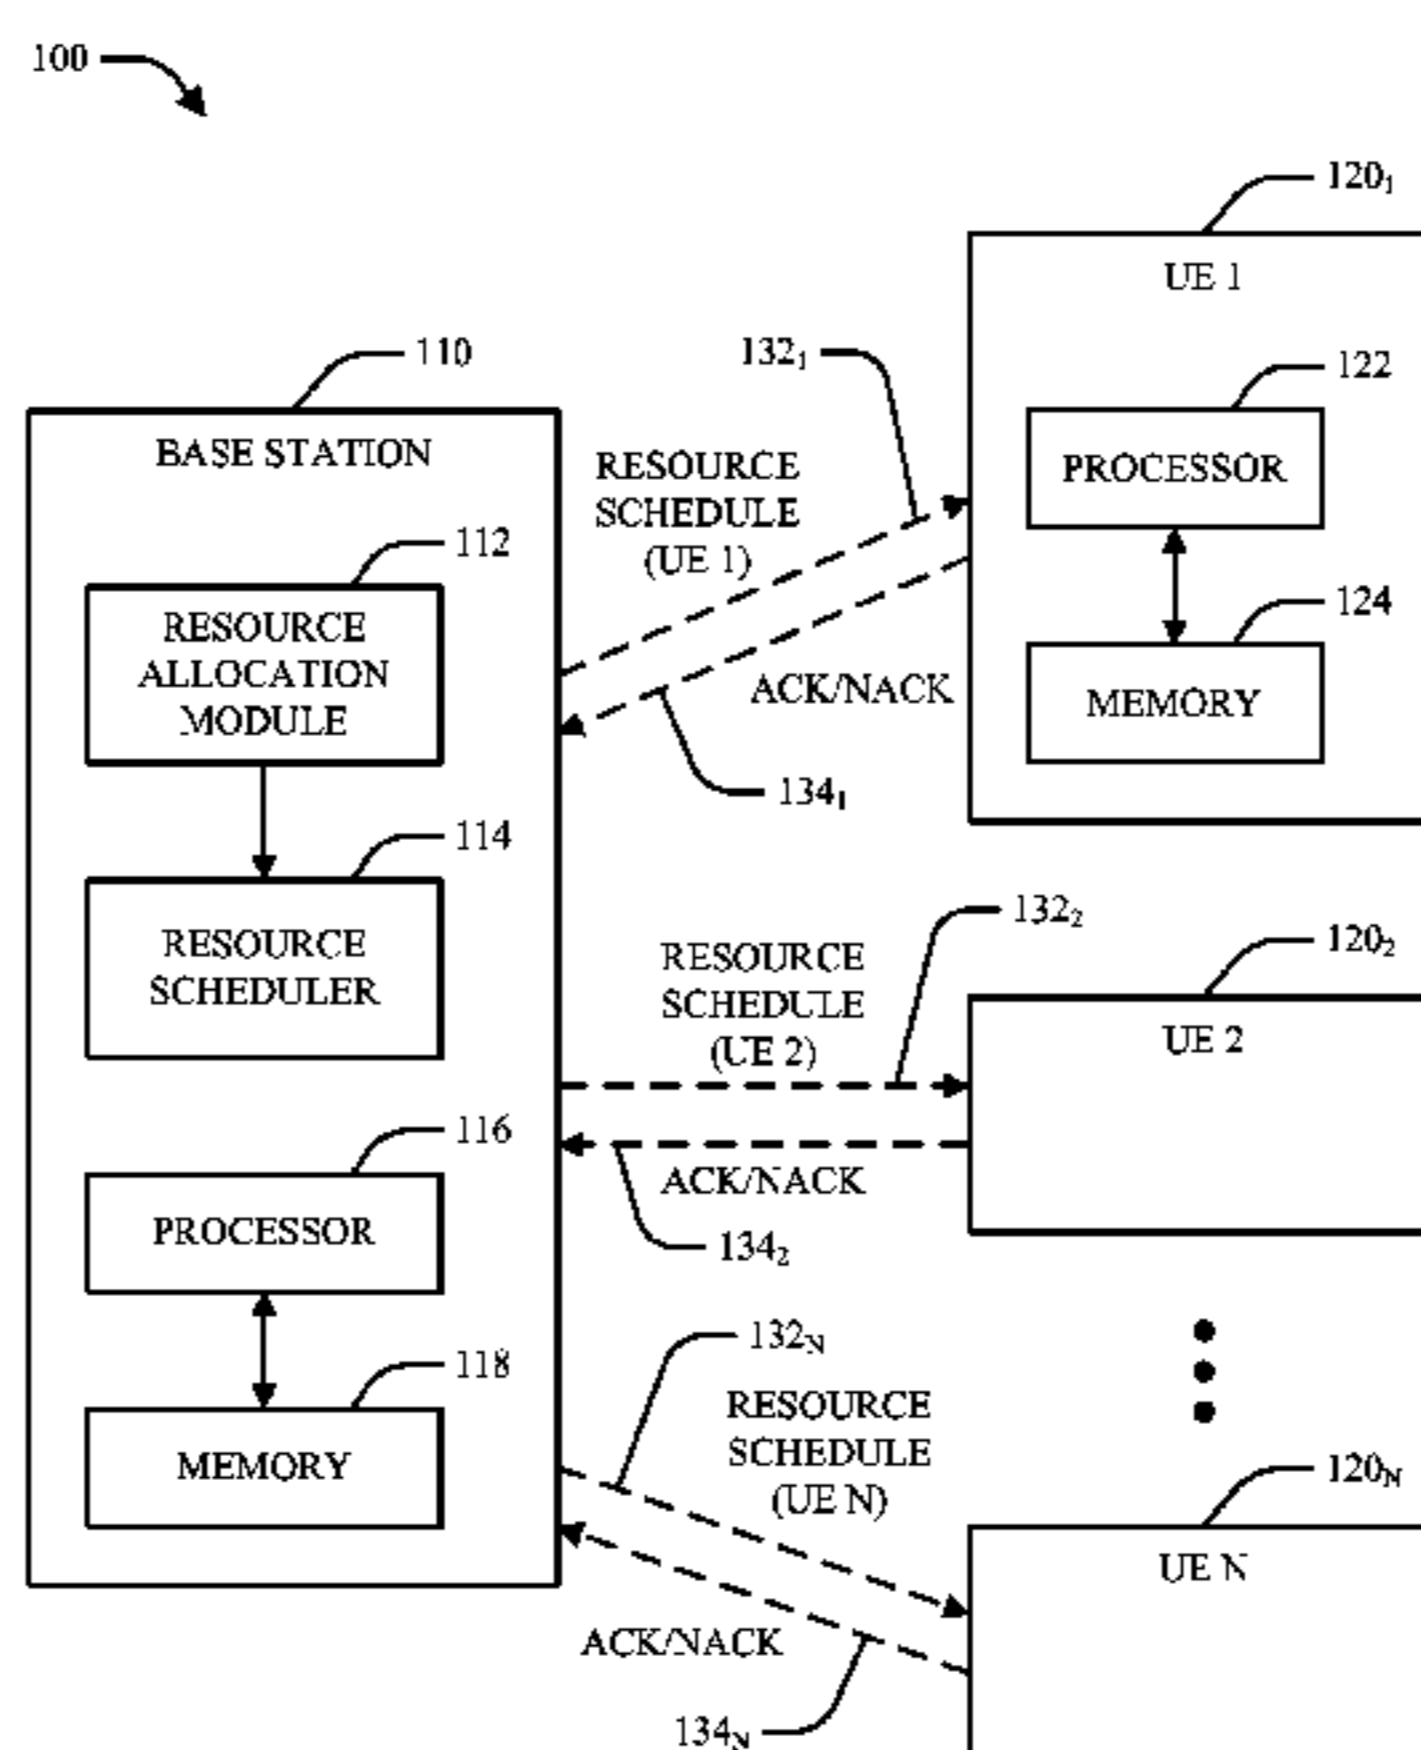 100
120₁
UE 1
110
132₁
122
BASE STATION
RESOURCE
SCHEDULE
(UE 1)
PROCESSOR
112
RESOURCE
ALLOCATION
MODULE
124
MEMORY
ACK/NACK
134₁
114
RESOURCE
SCHEDULER
132₂
120₂
RESOURCE
SCHEDULE
(UE 2)
UE 2
116
ACK/NACK
PROCESSOR
134₂
132N
118
RESOURCE
SCHEDULE
(UE N)
MEMORY
120N
UE N
ACK/NACK
134N